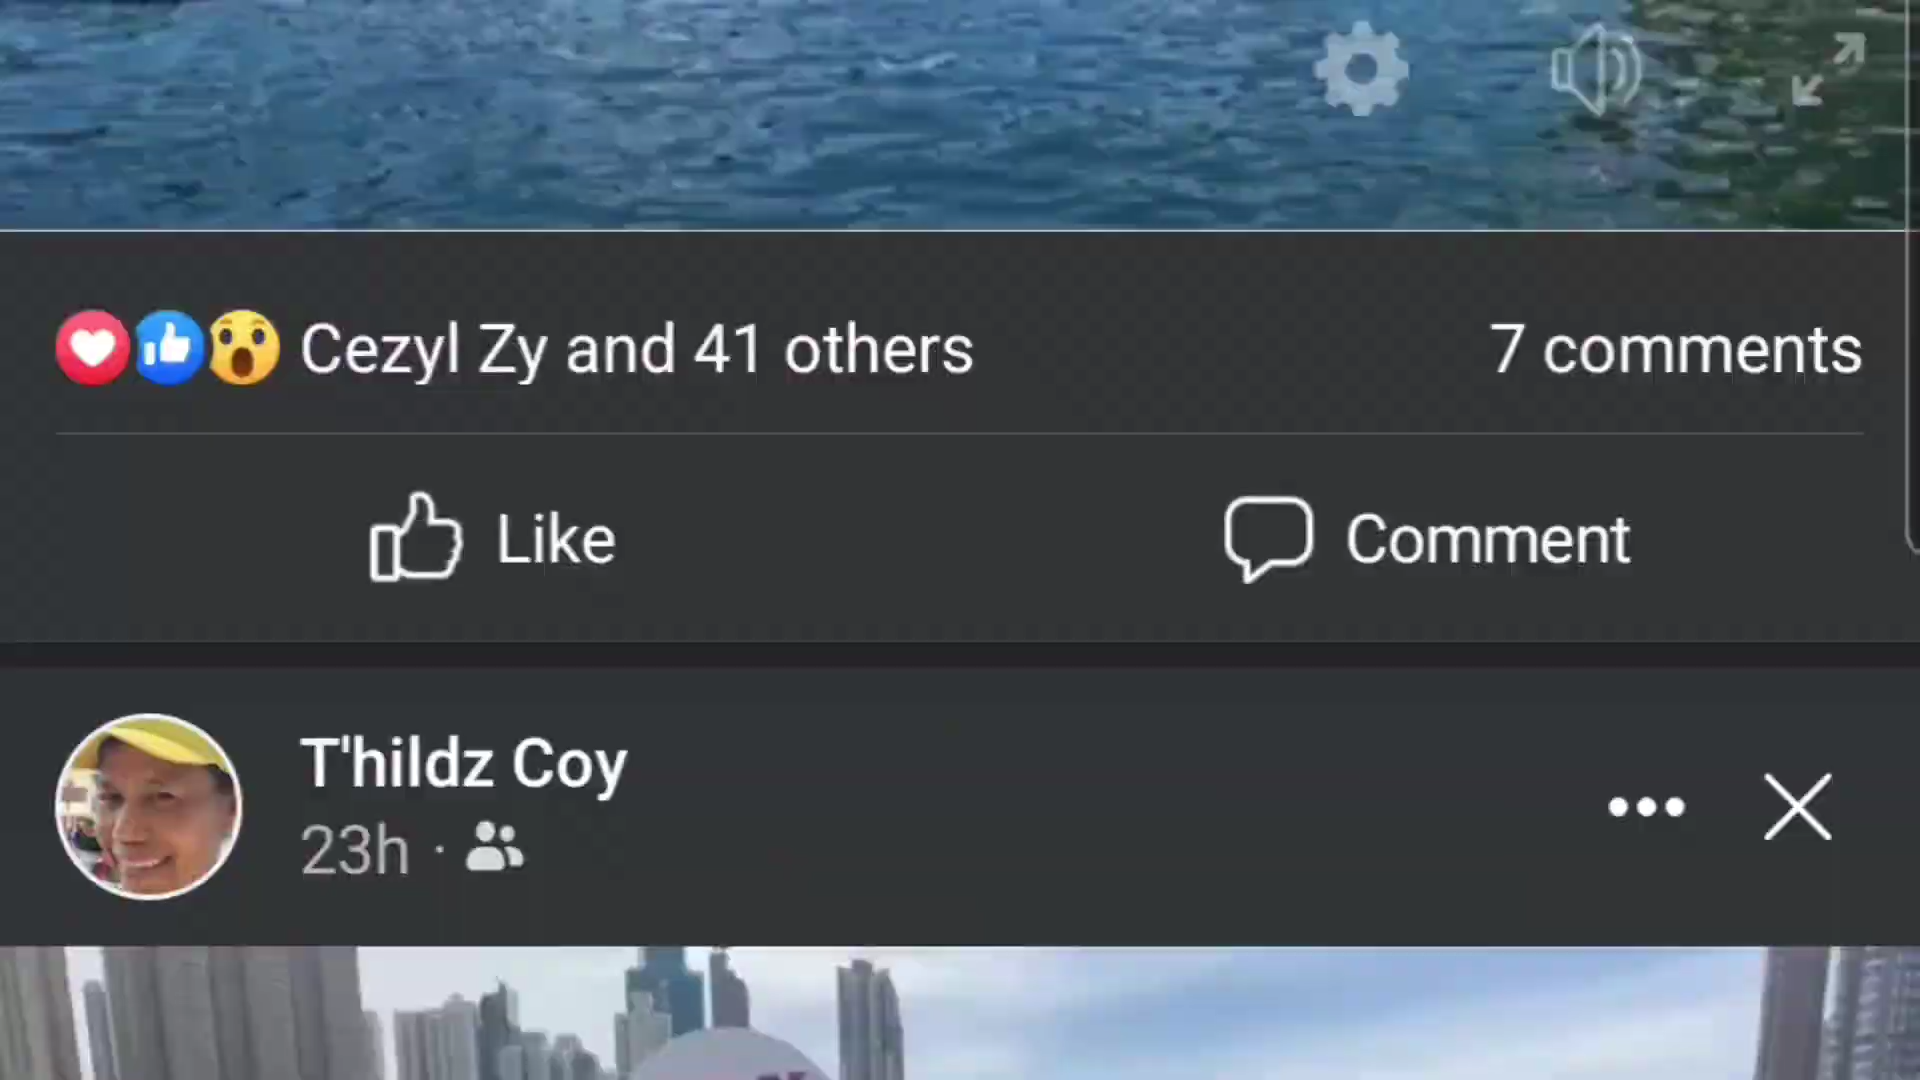 Cezyl Zy and 41 others
7 comments
Like
Comment
T'hildz Coy
23h ·